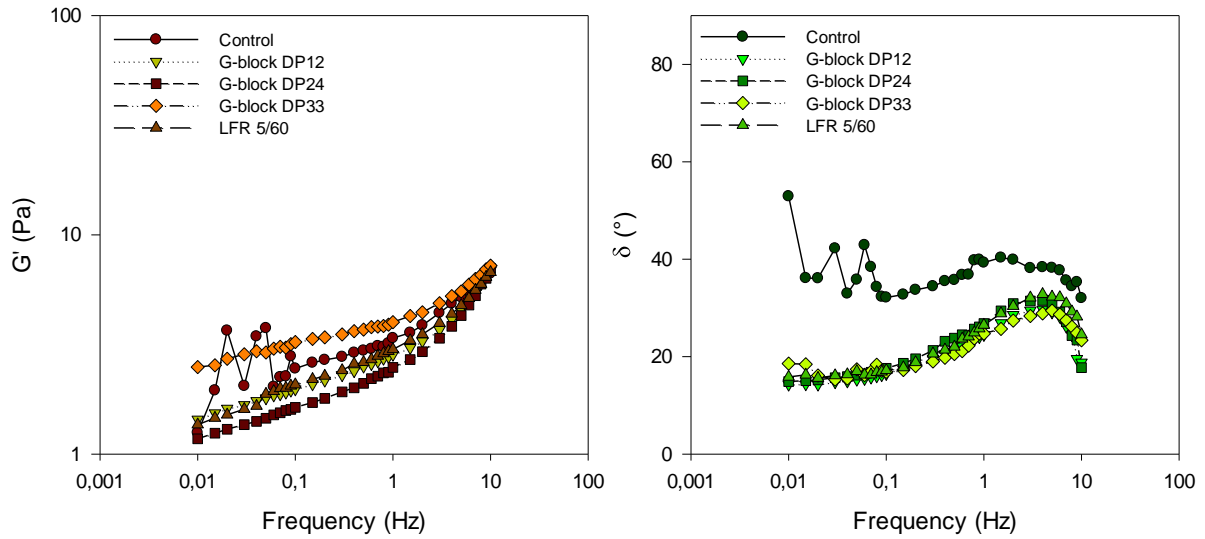 100
Control
G-block DP12
G-block DP24
G-block DP33
LFR 5/60
10
1
G' (Pa)
0,001 0,01 0,1 1 10 100
Frequency (Hz)
80
60
40
20
0
Control
G-block DP12
G-block DP24
G-block DP33
LFR 5/60
δ (°)
0,001 0,01 0,1 1 10 100
Frequency (Hz)